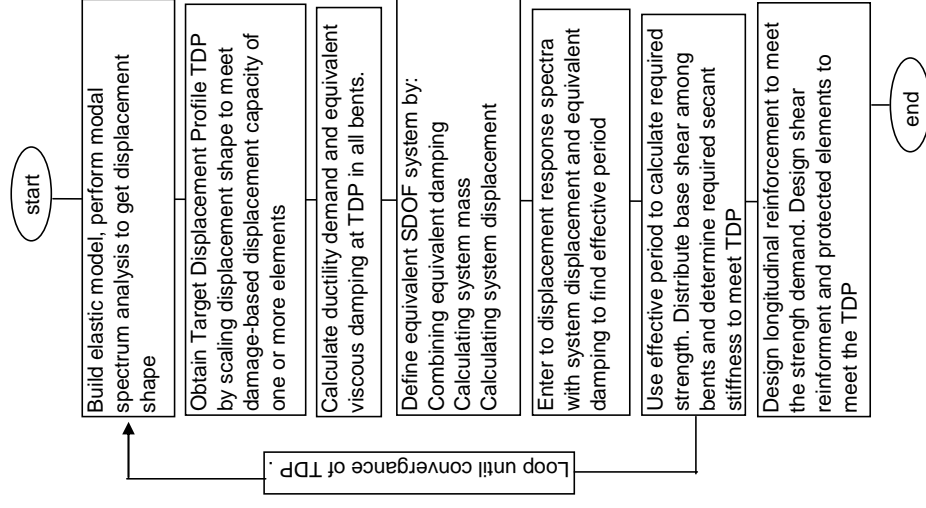 start
Build elastic model, perform modal
spectrum analysis to get displacement
shape
Obtain Target Displacement Profile TDP
by scaling displacement shape to meet
damage-based displacement capacity of
one or more elements
Calculate ductility demand and equivalent
viscous damping at TDP in all bents.
Define equivalent SDOF system by:
Combining equivalent damping
Calculating system mass
Calculating system displacement
Enter to displacement response spectra
with system displacement and equivalent
damping to find effective period
Use effective period to calculate required
strength. Distribute base shear among
bents and determine required secant
stiffness to meet TDP
Design longitudinal reinforcement to meet
the strengh demand. Design shear
reinforment and protected elements to
meet the TDP
end
Loop until convergance of TDP .